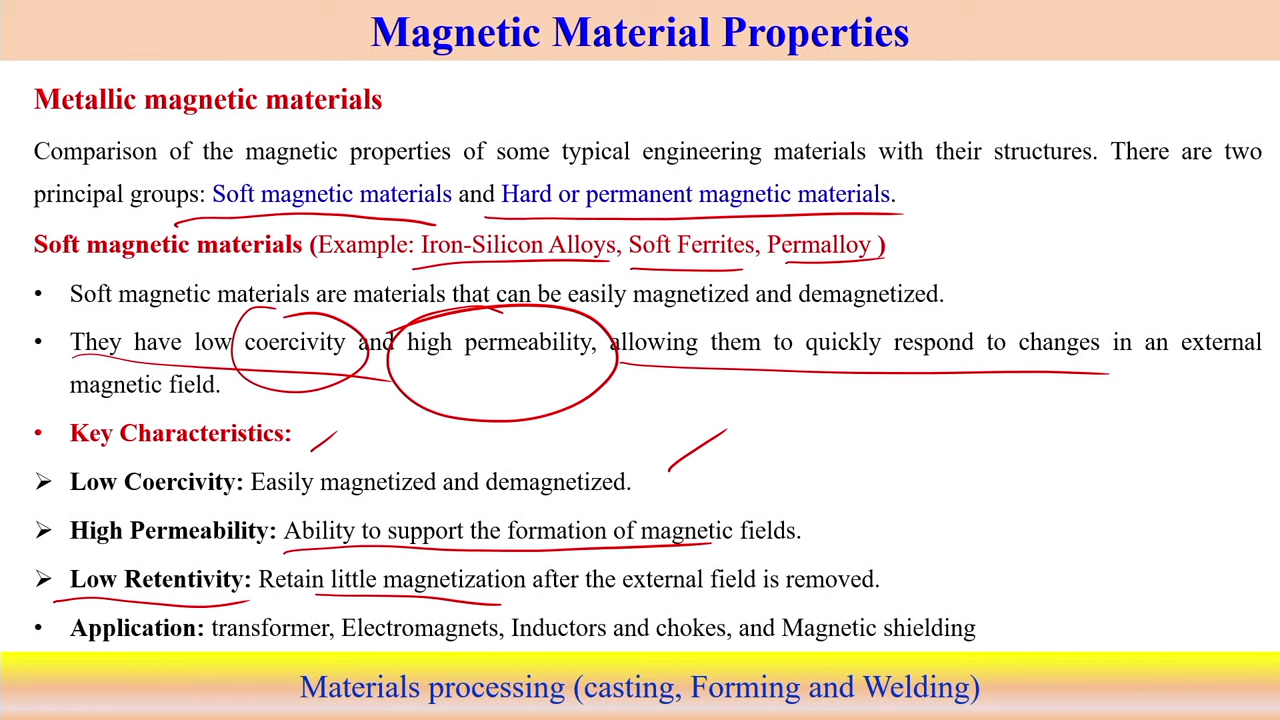 Magnetic Material Properties
Metallic magnetic materials
Comparison of the magnetic properties of some typical engineering materials with their structures. There are two
principal groups: Soft magnetic materials and Hard or permanent magnetic materials.
Soft magnetic materials (Example: Iron-Silicon Alloys, Soft Ferrites, Permalloy )
• Soft magnetic materials are materials that can be easily magnetized and demagnetized.
• They have low coercivity and high permeability, allowing them to quickly respond to changes in an external
magnetic field.
• Key Characteristics:
➢ Low Coercivity: Easily magnetized and demagnetized.
➢ High Permeability: Ability to support the formation of magnetic fields.
➢ Low Retentivity: Retain little magnetization after the external field is removed.
• Application: transformer, Electromagnets, Inductors and chokes, and Magnetic shielding
Materials processing (casting, Forming and Welding)